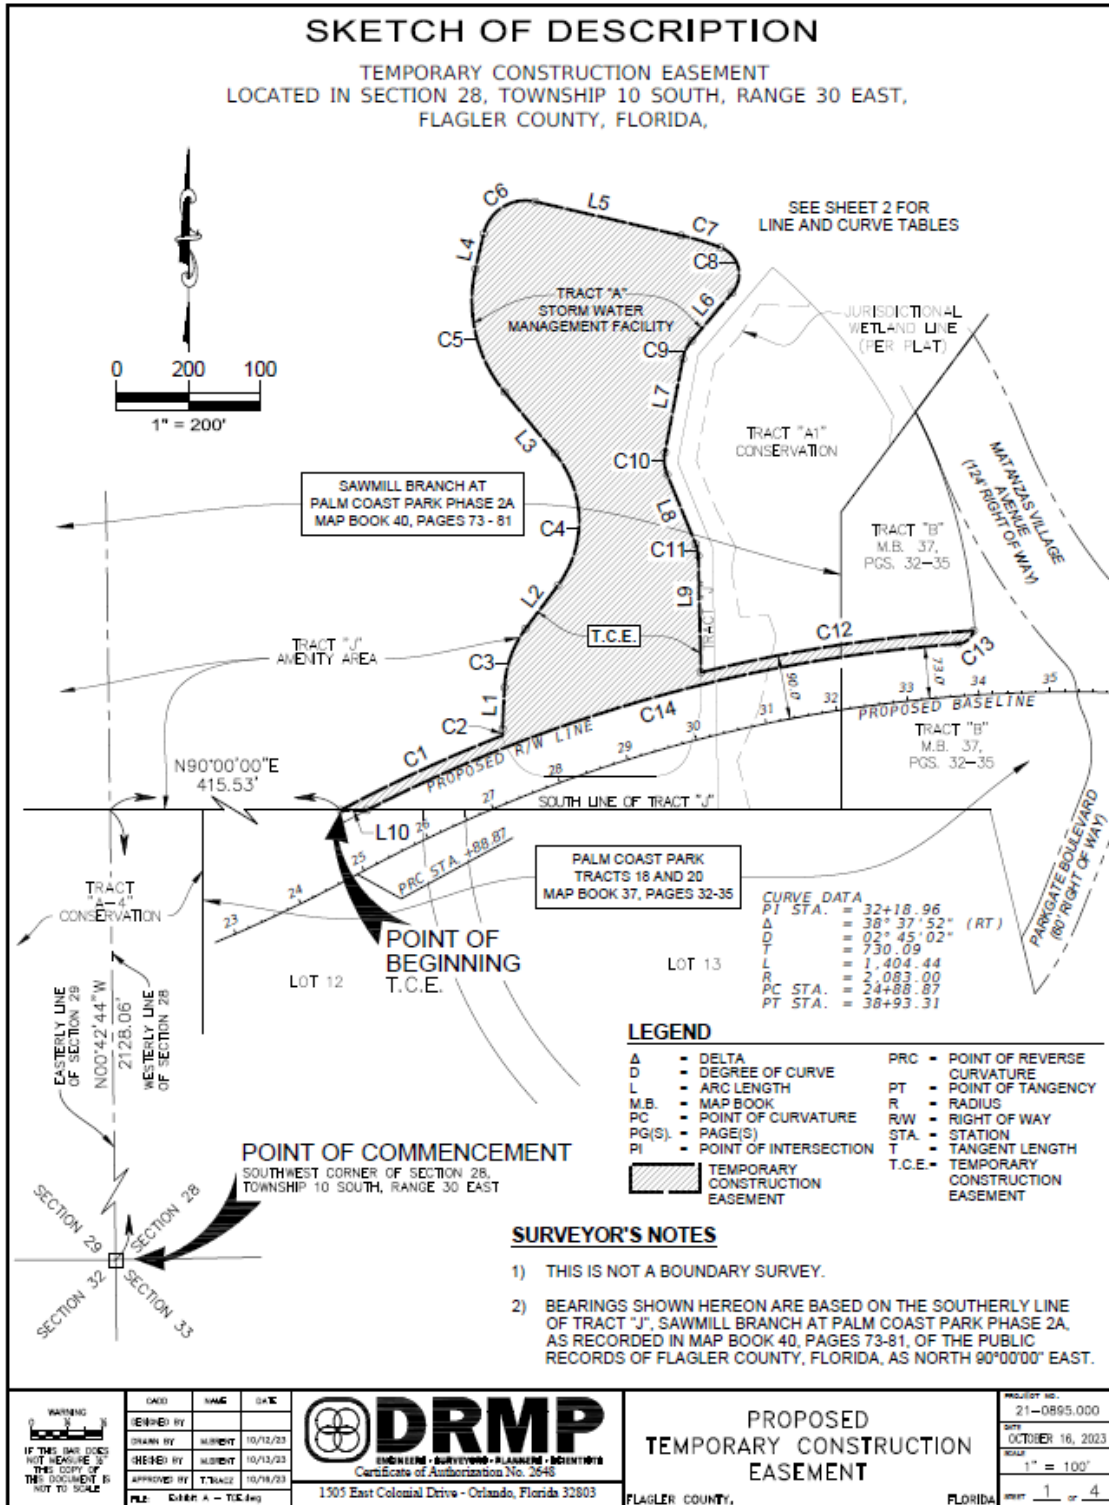 SKETCH OF DESCRIPTION
TEMPORARY CONSTRUCTION EASEMENT
LOCATED IN SECTION 28, TOWNSHIP 10 SOUTH, RANGE 30 EAST,
FLAGLER COUNTY, FLORIDA,
SEE SHEET 2 FOR
LINE AND CURVE TABLES
C6
L5
C7
C8
L4
L6
TRACT "A"
STORM WATER
MANAGEMENT FACILITY
JURISDICTIONAL
WETLAND LINE
(PER PLAT)
C5
C9
0 200 100
1" = 200'
L7
L3
TRACT "A1"
CONSERVATION
C10
MATANZAS VILLAGE
AVENUE
(124' RIGHT OF WAY)
SAWMILL BRANCH AT
PALM COAST PARK PHASE 2A
MAP BOOK 40, PAGES 73 - 81
L8
C4
C11
TRACT "B"
M.B. 37,
PGS. 32-35
L2
L9
TRACT J
T.C.E.
C12
C13
TRACT "J"
AMENITY AREA
C3
90.0'
73.0'
L1
C2
C1
C14
PROPOSED R/W LINE
PROPOSED BASELINE
23 24 25 26 27 28 29 30 31 32 33 34 35
TRACT "B"
M.B. 37,
PGS. 32-35
N90°00'00"E
415.53'
SOUTH LINE OF TRACT "J"
L10
PRC STA. +88.87
PALM COAST PARK
TRACTS 18 AND 20
MAP BOOK 37, PAGES 32-35
PARKGATE BOULEVARD
(60' RIGHT OF WAY)
TRACT
"A-4"
CONSERVATION
POINT OF
BEGINNING
T.C.E.
LOT 12
LOT 13
CURVE DATA
PI STA. = 32+18.96
Δ = 38° 37' 52" (RT)
D = 02° 45' 02"
T = 730.09
L = 1,404.44
R = 2,083.00
PC STA. = 24+88.87
PT STA. = 38+93.31
EASTERLY LINE
OF SECTION 29
N00°42'44"W
2128.06'
WESTERLY LINE
OF SECTION 28
LEGEND
Δ - DELTA
D - DEGREE OF CURVE
L - ARC LENGTH
M.B. - MAP BOOK
PC - POINT OF CURVATURE
PG(S). - PAGE(S)
PI - POINT OF INTERSECTION
TEMPORARY
CONSTRUCTION
EASEMENT
PRC - POINT OF REVERSE
CURVATURE
PT - POINT OF TANGENCY
R - RADIUS
R/W - RIGHT OF WAY
STA. - STATION
T - TANGENT LENGTH
T.C.E. - TEMPORARY
CONSTRUCTION
EASEMENT
POINT OF COMMENCEMENT
SOUTHWEST CORNER OF SECTION 28,
TOWNSHIP 10 SOUTH, RANGE 30 EAST
SECTION 29
SECTION 28
SECTION 32
SECTION 33
SURVEYOR'S NOTES
1) THIS IS NOT A BOUNDARY SURVEY.
2) BEARINGS SHOWN HEREON ARE BASED ON THE SOUTHERLY LINE
OF TRACT "J", SAWMILL BRANCH AT PALM COAST PARK PHASE 2A,
AS RECORDED IN MAP BOOK 40, PAGES 73-81, OF THE PUBLIC
RECORDS OF FLAGLER COUNTY, FLORIDA, AS NORTH 90°00'00" EAST.
WARNING
IF THIS BAR DOES
NOT MEASURE
THIS COPY OF
THIS DOCUMENT IS
NOT TO SCALE
CADD NAME DATE
DESIGNED BY
DRAWN BY M.BRENT 10/12/23
CHECKED BY M.BRENT 10/13/23
APPROVED BY T.TRACZ 10/16/23
FILE: Exhibit A - TCE.dwg
DRMP
ENGINEERS • SURVEYORS • PLANNERS • SCIENTISTS
Certificate of Authorization No. 2648
1505 East Colonial Drive - Orlando, Florida 32803
PROPOSED
TEMPORARY CONSTRUCTION
EASEMENT
FLAGLER COUNTY, FLORIDA
PROJECT NO.
21-0895.000
DATE
OCTOBER 16, 2023
SCALE
1" = 100'
SHEET 1 OF 4